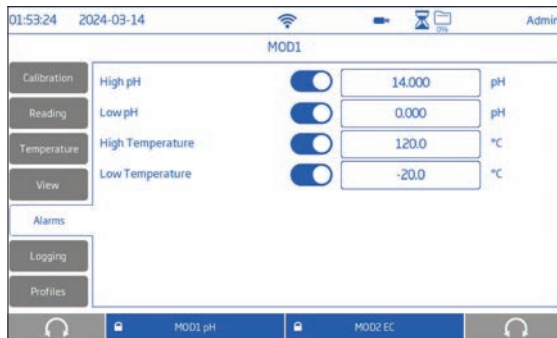 01:53:24 2024-03-14 0% Admin
MOD1
Calibration
Reading
Temperature
View
Alarms
Logging
Profiles
High pH 14.000 pH
Low pH 0.000 pH
High Temperature 120.0 °C
Low Temperature -20.0 °C
MOD1 pH MOD2 EC